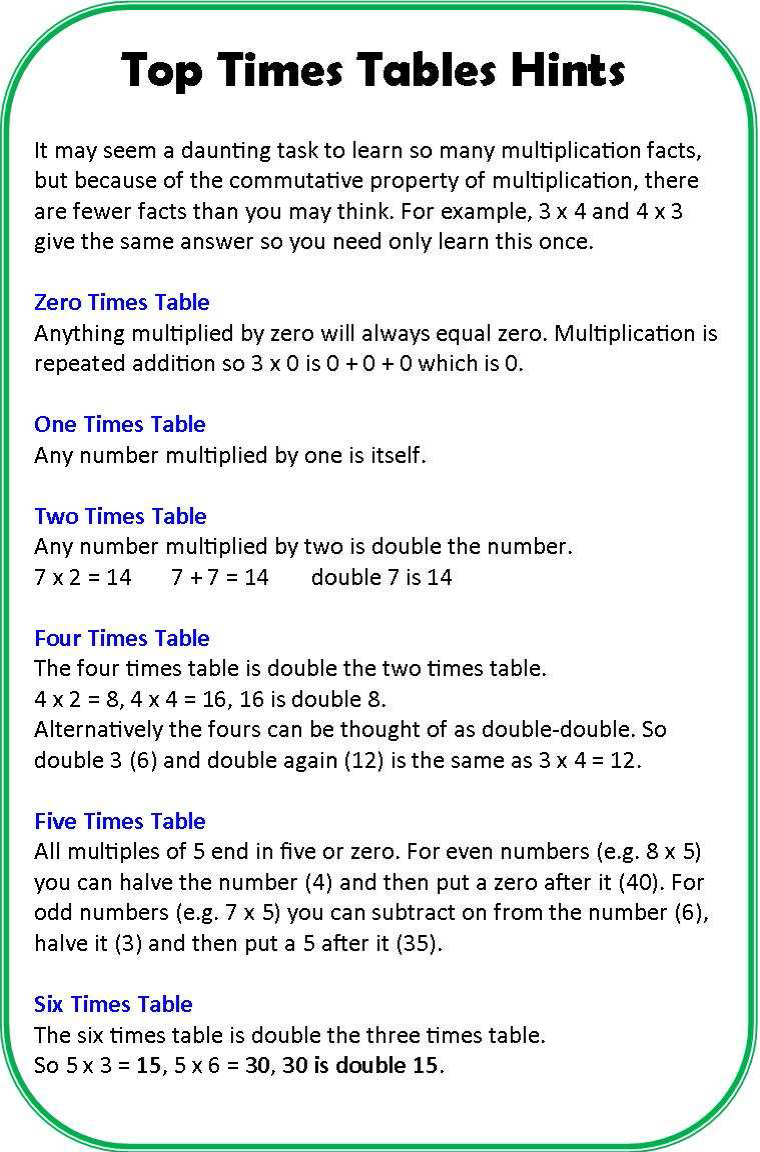 Top Times Tables Hints
It may seem a daunting task to learn so many multiplication facts,
but because of the commutative property of multiplication, there
are fewer facts than you may think. For example, 3 x 4 and 4 x 3
give the same answer so you need only learn this once.
Zero Times Table
Anything multiplied by zero will always equal zero. Multiplication is
repeated addition so 3 x 0 is 0 + 0 + 0 which is 0.
One Times Table
Any number multiplied by one is itself.
Two Times Table
Any number multiplied by two is double the number.
7 x 2 = 14 7 + 7 = 14 double 7 is 14
Four Times Table
The four times table is double the two times table.
4 x 2 = 8, 4 x 4 = 16, 16 is double 8.
Alternatively the fours can be thought of as double-double. So
double 3 (6) and double again (12) is the same as 3 x 4 = 12.
Five Times Table
All multiples of 5 end in five or zero. For even numbers (e.g. 8 x 5)
you can halve the number (4) and then put a zero after it (40). For
odd numbers (e.g. 7 x 5) you can subtract on from the number (6),
halve it (3) and then put a 5 after it (35).
Six Times Table
The six times table is double the three times table.
So 5 x 3 = 15, 5 x 6 = 30, 30 is double 15.